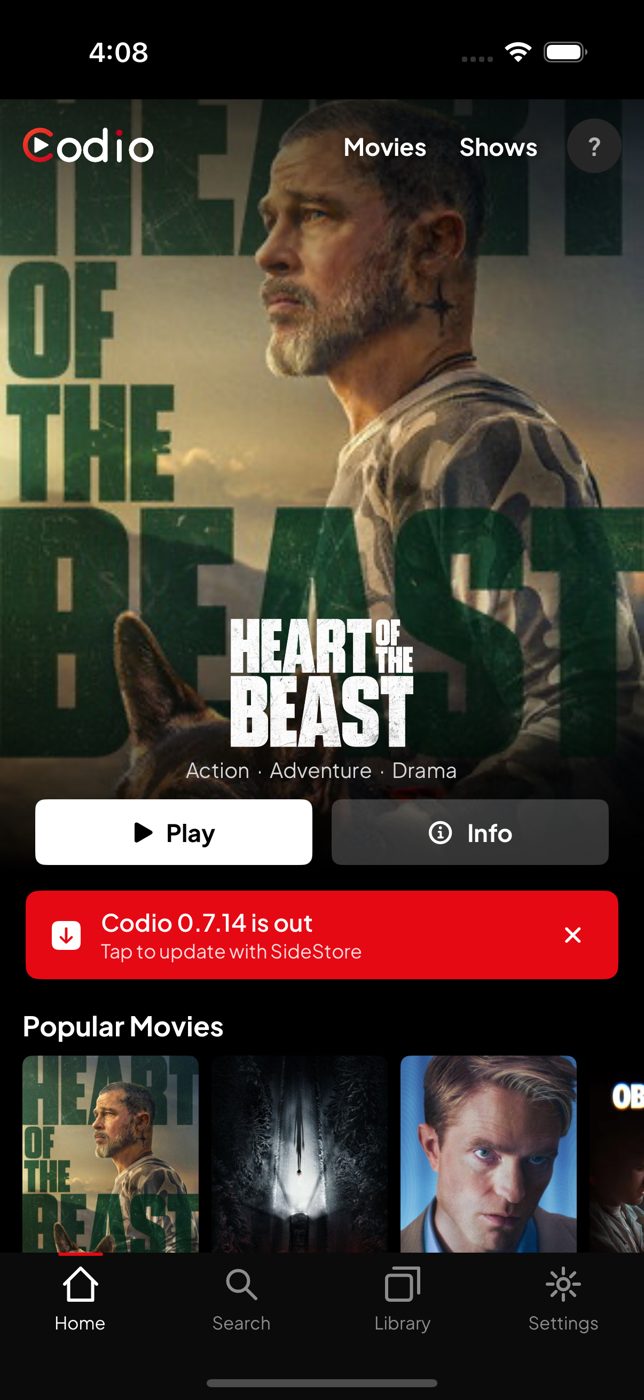 4:08
Codio
Movies
Shows
?
HEART
OF
THE
BEAST
HEART OF THE
BEAST
Action · Adventure · Drama
Play
Info
Codio 0.7.14 is out
Tap to update with SideStore
Popular Movies
HEART
OF
THE
BEAST
OB
Home
Search
Library
Settings